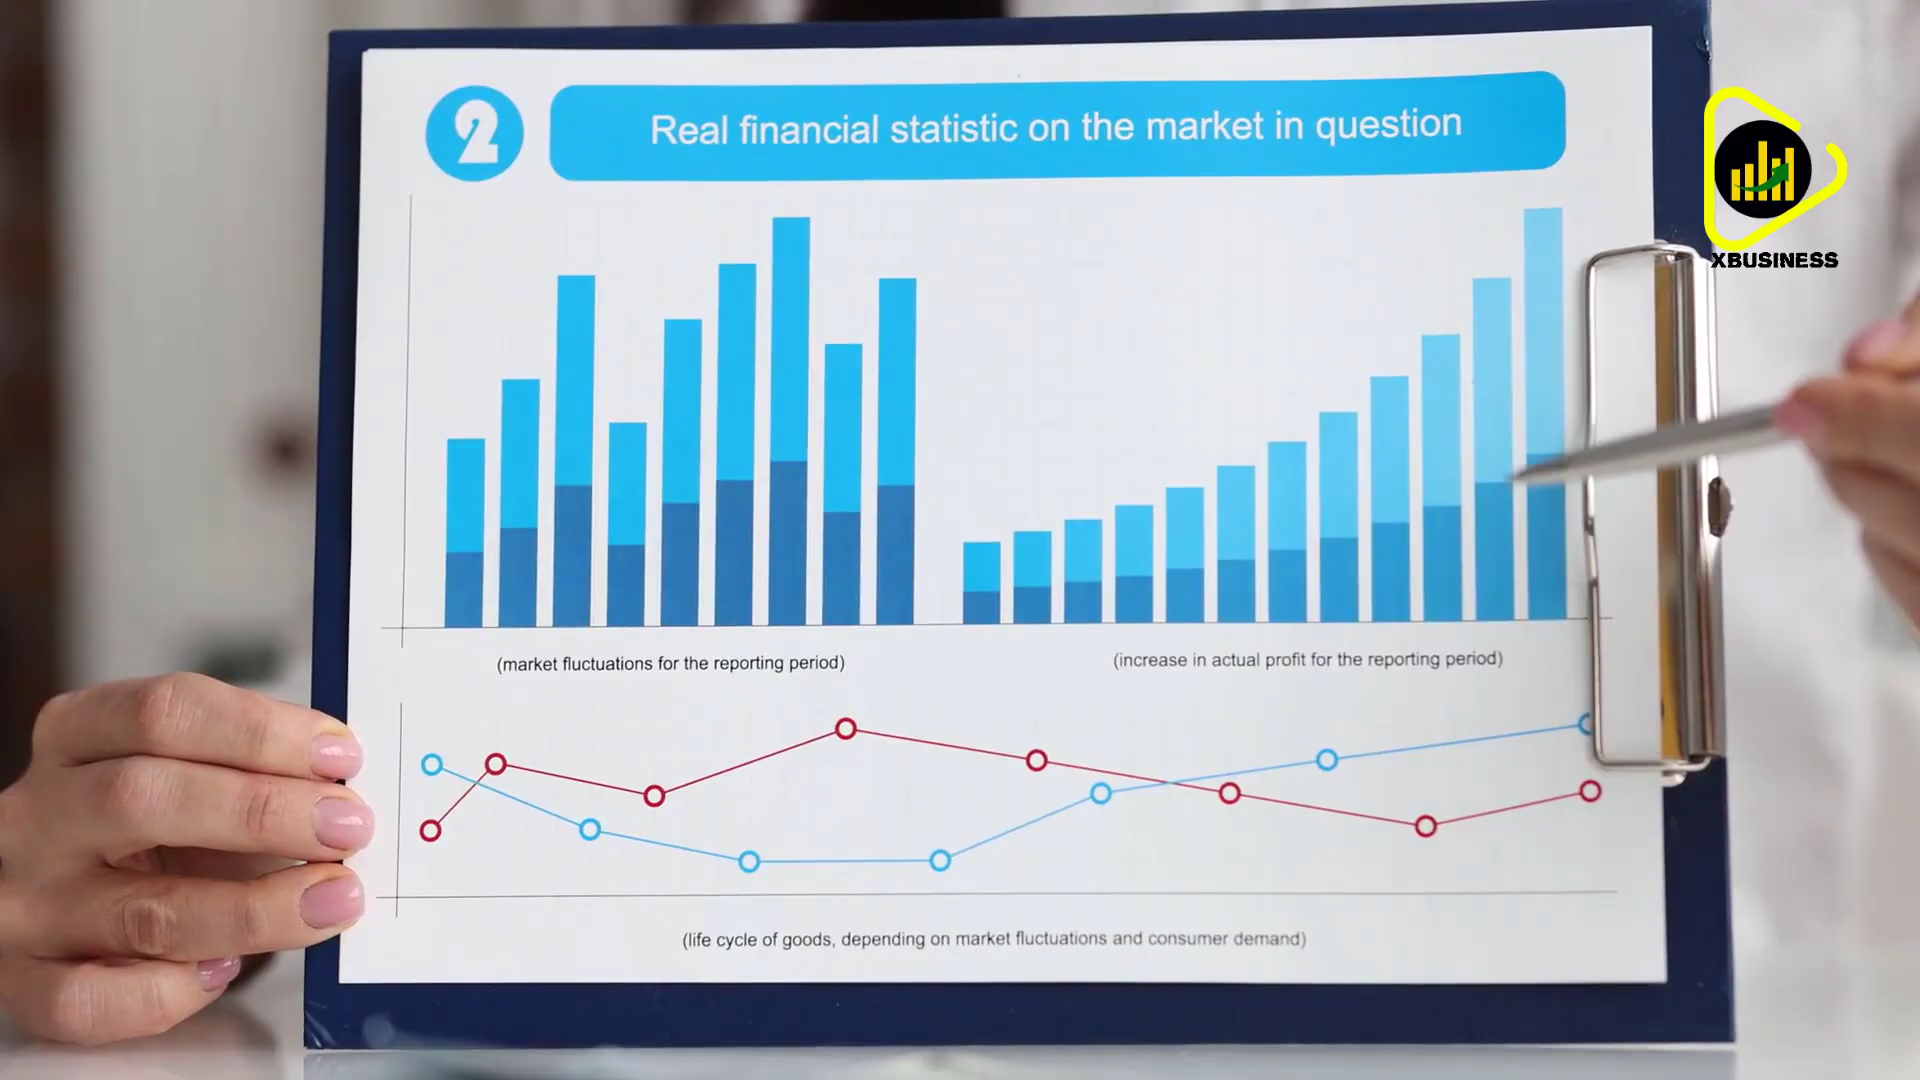 2
Real financial statistic on the market in question
XBUSINESS
(market fluctuations for the reporting period)
(increase in actual profit for the reporting period)
(life cycle of goods, depending on market fluctuations and consumer demand)